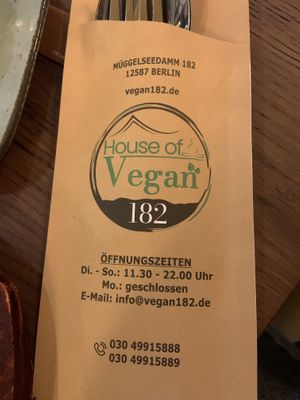 MÜGGELSEEDAMM 182
12587 BERLIN
vegan182.de
House of
Vegan
182
ÖFFNUNGSZEITEN
Di. - So.: 11.30 - 22.00 Uhr
Mo.: geschlossen
E-Mail: info@vegan182.de
030 49915888
030 49915889